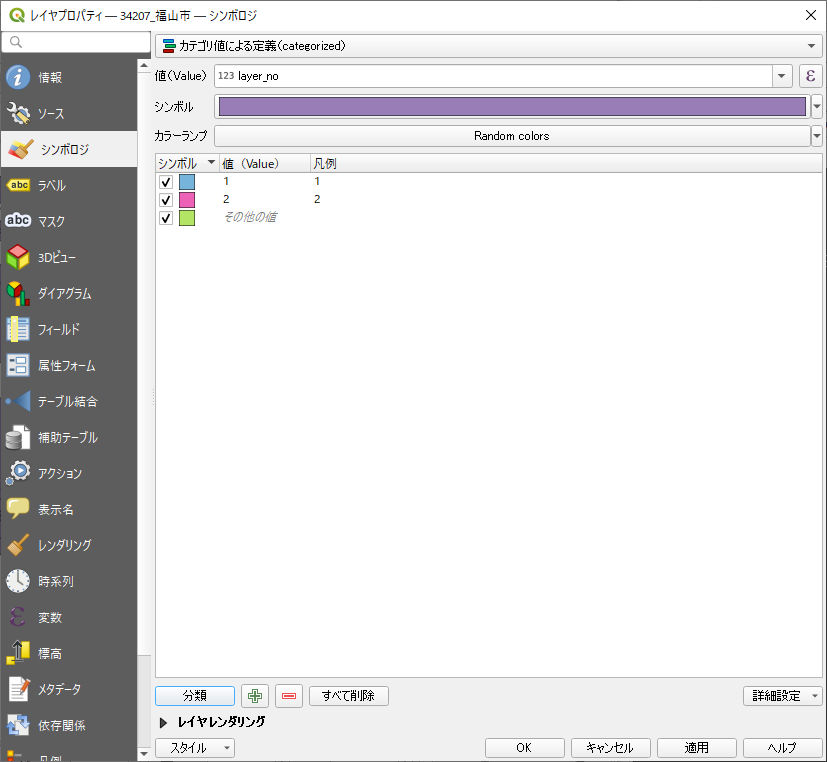 レイヤプロパティ — 34207_福山市 — シンボロジ
情報
ソース
シンボロジ
ラベル
マスク
3Dビュー
ダイアグラム
フィールド
属性フォーム
テーブル結合
補助テーブル
アクション
表示名
レンダリング
時系列
変数
標高
メタデータ
依存関係
凡例
カテゴリ値による定義(categorized)
値(Value) 123 layer_no ε
シンボル
カラーランプ Random colors
シンボル 値 (Value) 凡例
1 1
2 2
その他の値
分類 すべて削除 詳細設定
レイヤレンダリング
スタイル OK キャンセル 適用 ヘルプ